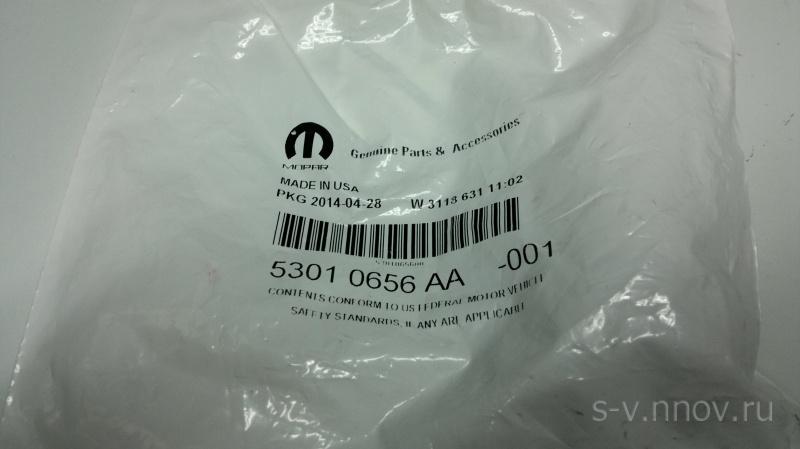 MOPAR Genuine Parts & Accessories
MADE IN USA
PKG 2014-04-28 W 3113 631 11:02
5301 0656 AA -001
CONTENTS CONFORM TO US FEDERAL MOTOR VEHICLE
SAFETY STANDARDS, IF ANY ARE APPLICABLE
s-v.nnov.ru